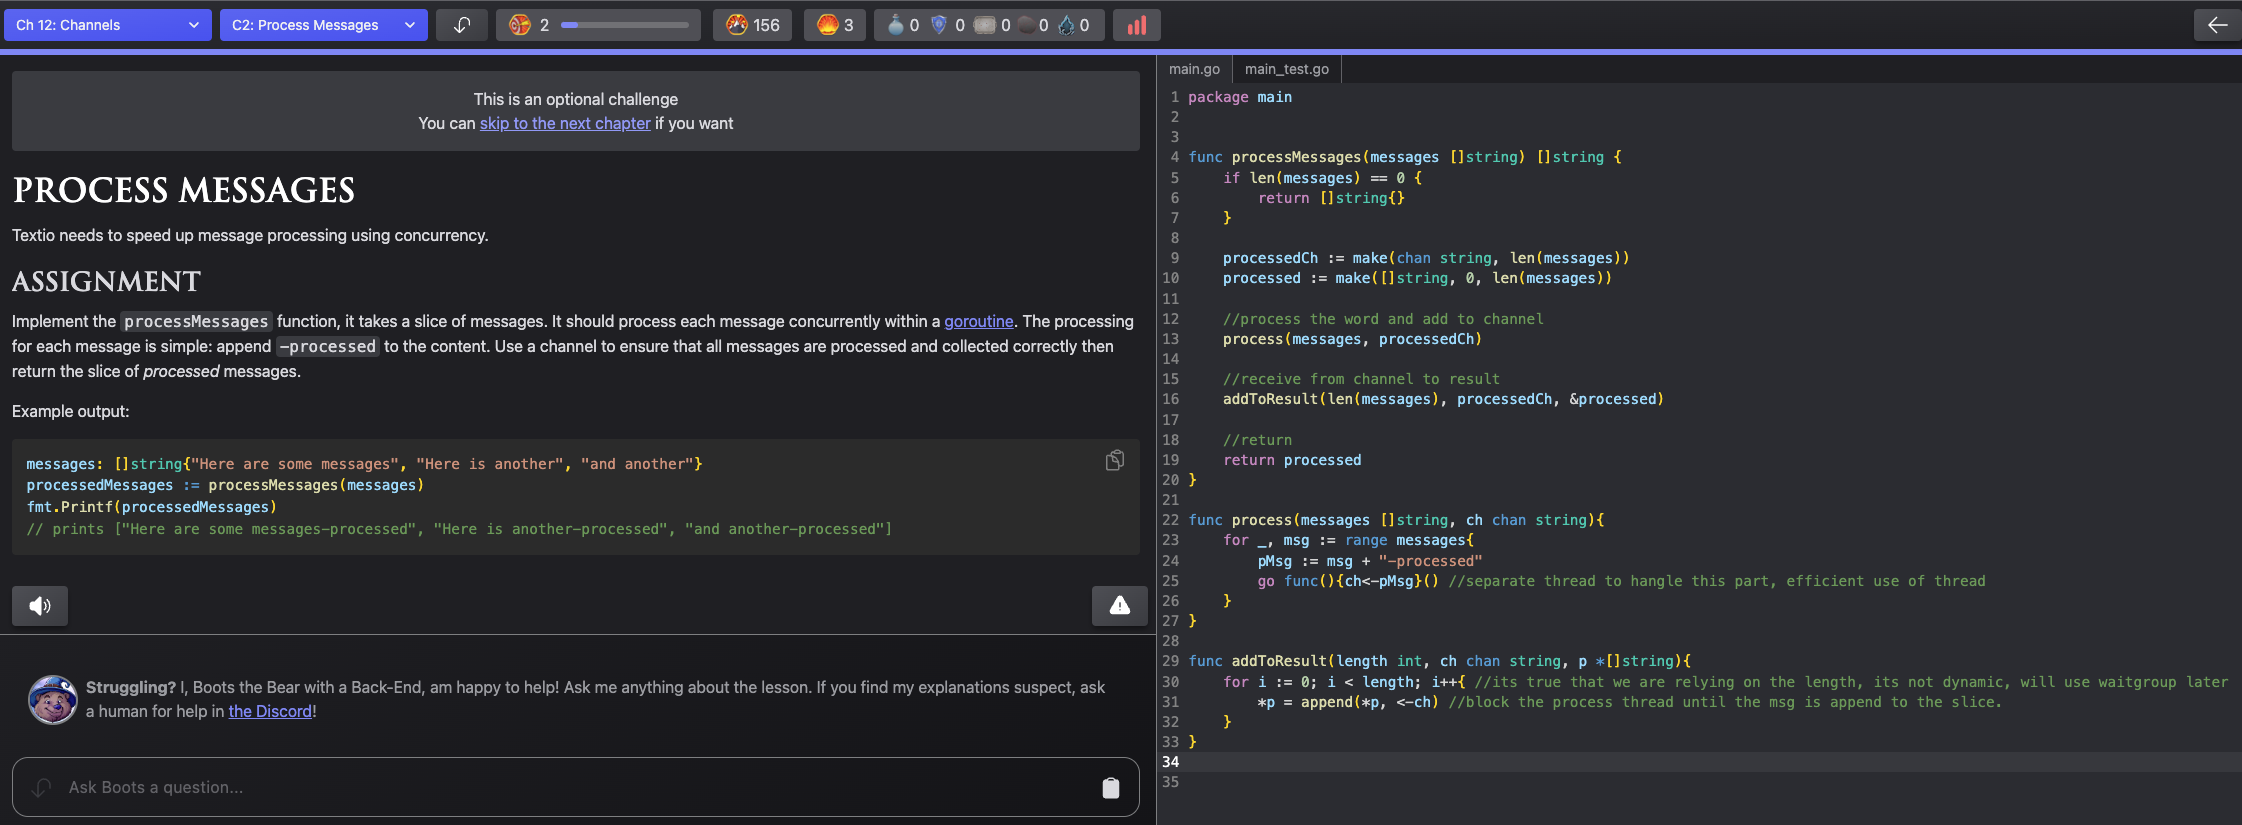 Ch 12: Channels
C2: Process Messages
2
156
3
0
0
0
0
0
This is an optional challenge
You can skip to the next chapter if you want
PROCESS MESSAGES
Textio needs to speed up message processing using concurrency.
ASSIGNMENT
Implement the processMessages function, it takes a slice of messages. It should process each message concurrently within a goroutine. The processing
for each message is simple: append -processed to the content. Use a channel to ensure that all messages are processed and collected correctly then
return the slice of processed messages.
Example output:
messages: []string{"Here are some messages", "Here is another", "and another"}
processedMessages := processMessages(messages)
fmt.Printf(processedMessages)
// prints ["Here are some messages-processed", "Here is another-processed", "and another-processed"]
Struggling? I, Boots the Bear with a Back-End, am happy to help! Ask me anything about the lesson. If you find my explanations suspect, ask
a human for help in the Discord!
Ask Boots a question...
main.go
main_test.go
1 package main
2
3
4 func processMessages(messages []string) []string {
5     if len(messages) == 0 {
6         return []string{}
7     }
8
9     processedCh := make(chan string, len(messages))
10     processed := make([]string, 0, len(messages))
11
12     //process the word and add to channel
13     process(messages, processedCh)
14
15     //receive from channel to result
16     addToResult(len(messages), processedCh, &processed)
17
18     //return
19     return processed
20 }
21
22 func process(messages []string, ch chan string){
23     for _, msg := range messages{
24         pMsg := msg + "-processed"
25         go func(){ch<-pMsg}() //separate thread to hangle this part, efficient use of thread
26     }
27 }
28
29 func addToResult(length int, ch chan string, p *[]string){
30     for i := 0; i < length; i++{ //its true that we are relying on the length, its not dynamic, will use waitgroup later
31         *p = append(*p, <-ch) //block the process thread until the msg is append to the slice.
32     }
33 }
34
35